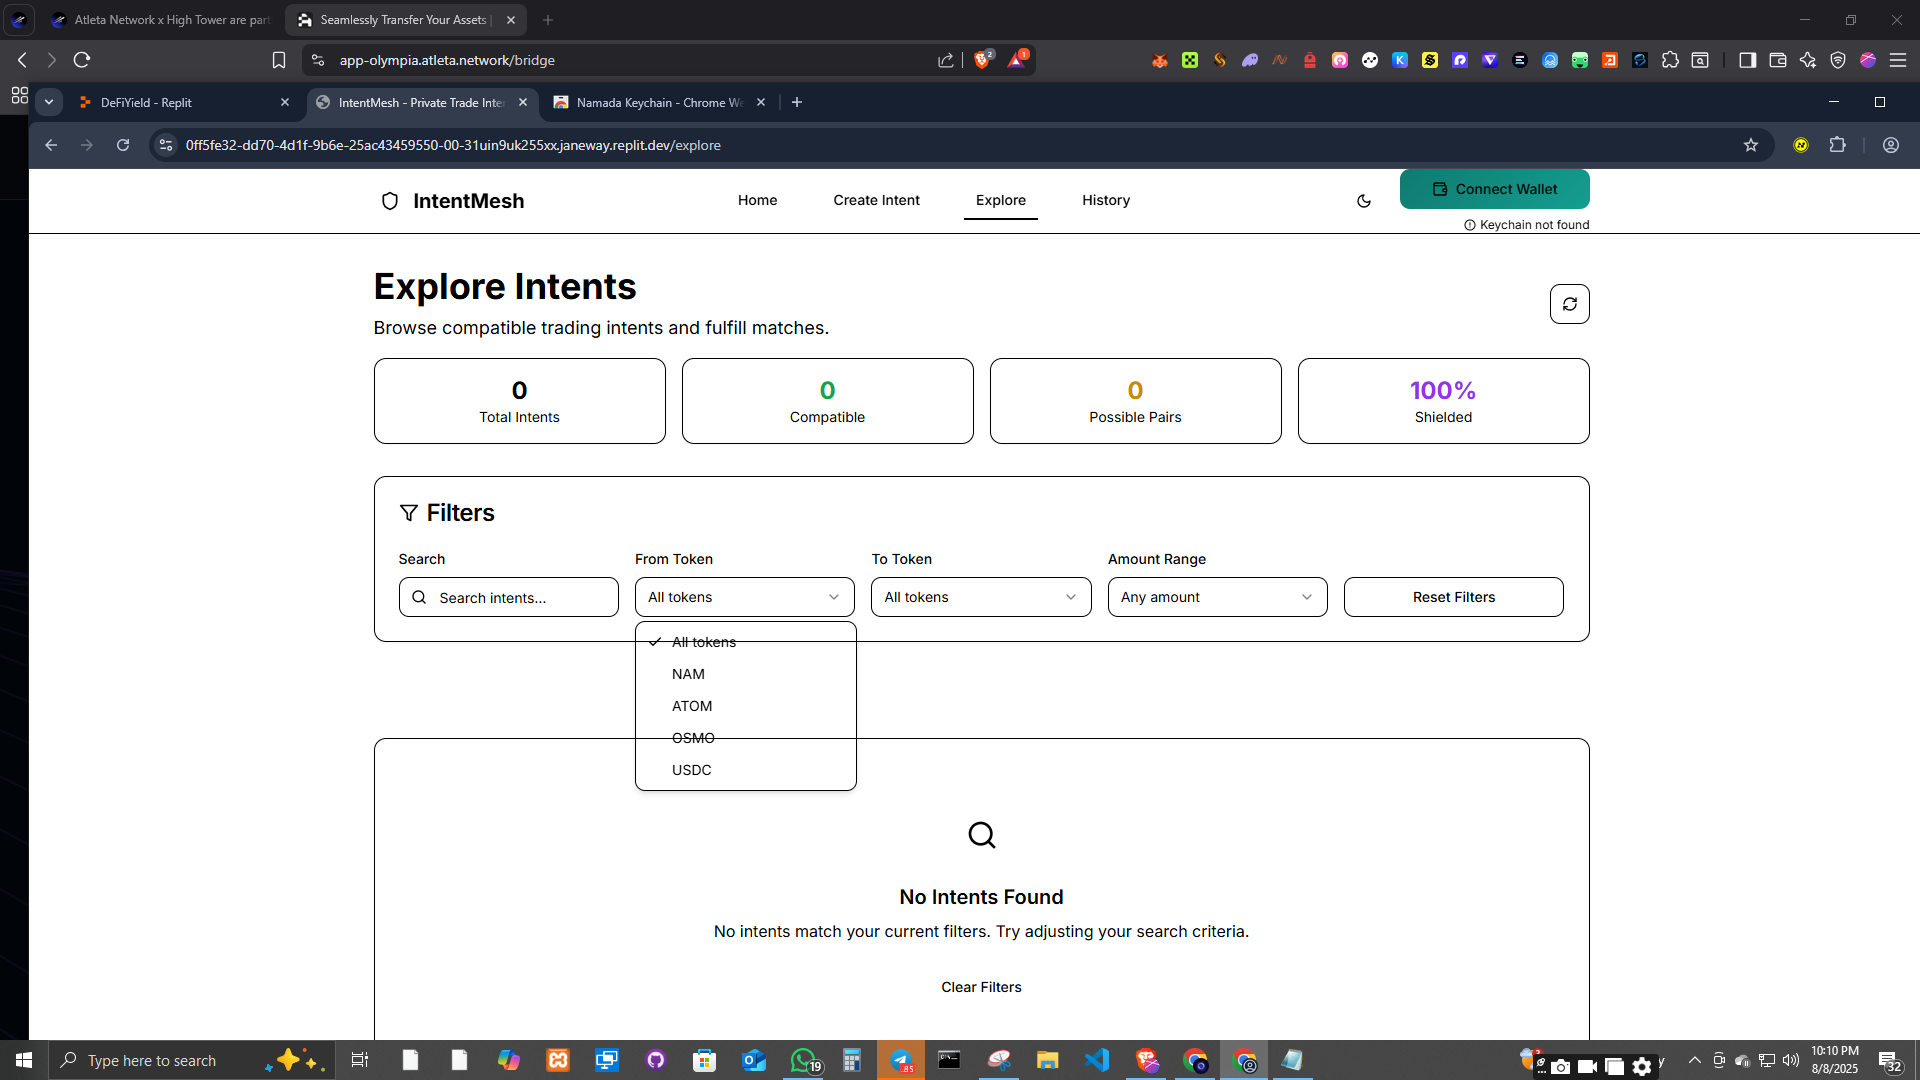 Atleta Network x High Tower are part
Seamlessly Transfer Your Assets |
app-olympia.atleta.network/bridge
2
1
DeFiYield - Replit
IntentMesh - Private Trade Inter
Namada Keychain - Chrome We
0ff5fe32-dd70-4d1f-9b6e-25ac43459550-00-31uin9uk255xx.janeway.replit.dev/explore
IntentMesh
Home
Create Intent
Explore
History
Connect Wallet
Keychain not found
Explore Intents
Browse compatible trading intents and fulfill matches.
0
Total Intents
0
Compatible
0
Possible Pairs
100%
Shielded
Filters
Search
From Token
To Token
Amount Range
Search intents...
All tokens
All tokens
Any amount
Reset Filters
All tokens
NAM
ATOM
OSMO
USDC
No Intents Found
No intents match your current filters. Try adjusting your search criteria.
Clear Filters
Type here to search
19
10:10 PM
8/8/2025
32